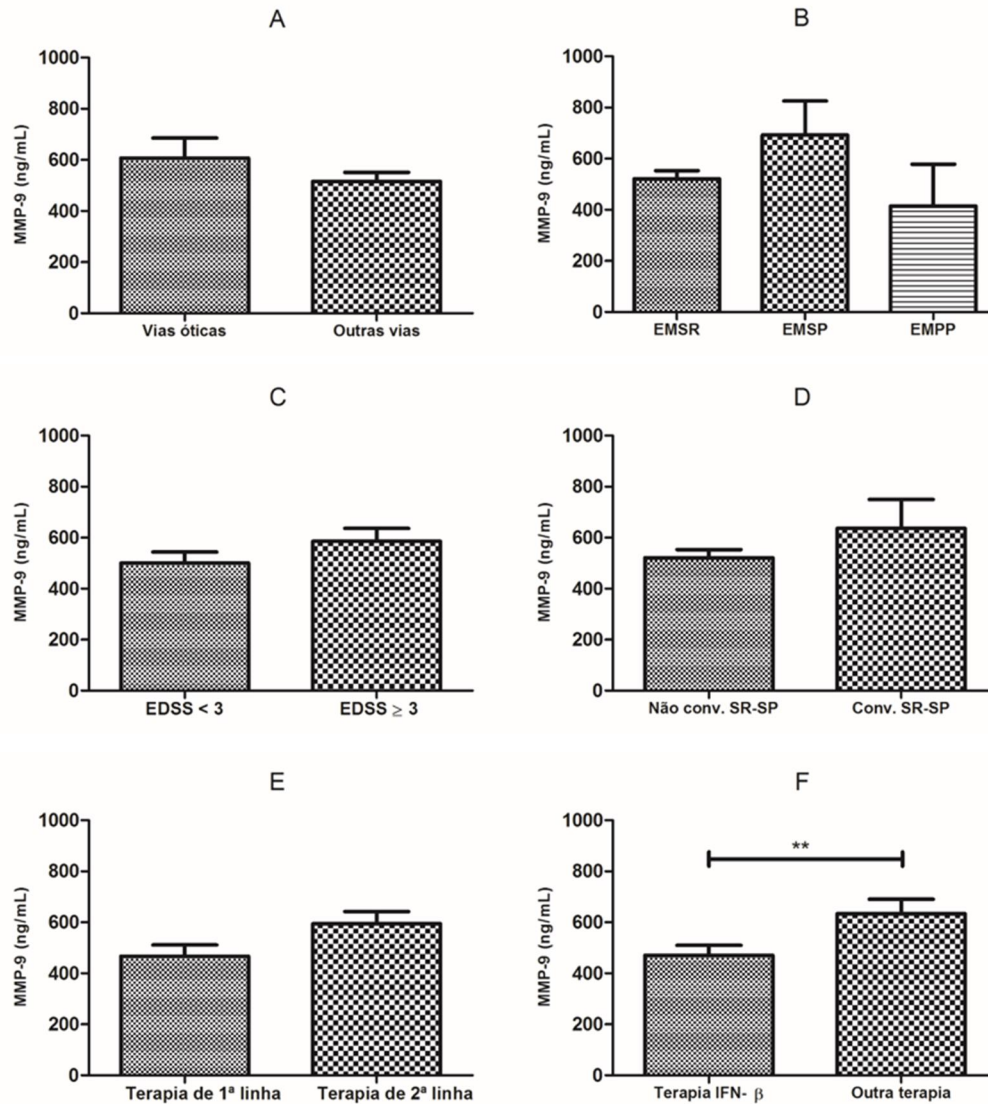 A
MMP-9 (ng/mL)
1000
800
600
400
200
0
Vias óticas
Outras vias
B
MMP-9 (ng/mL)
1000
800
600
400
200
0
EMSR
EMSP
EMPP
C
MMP-9 (ng/mL)
1000
800
600
400
200
0
EDSS < 3
EDSS ≥ 3
D
MMP-9 (ng/mL)
1000
800
600
400
200
0
Não conv. SR-SP
Conv. SR-SP
E
MMP-9 (ng/mL)
1000
800
600
400
200
0
Terapia de 1ª linha
Terapia de 2ª linha
F
MMP-9 (ng/mL)
1000
800
600
400
200
0
**
Terapia IFN- β
Outra terapia